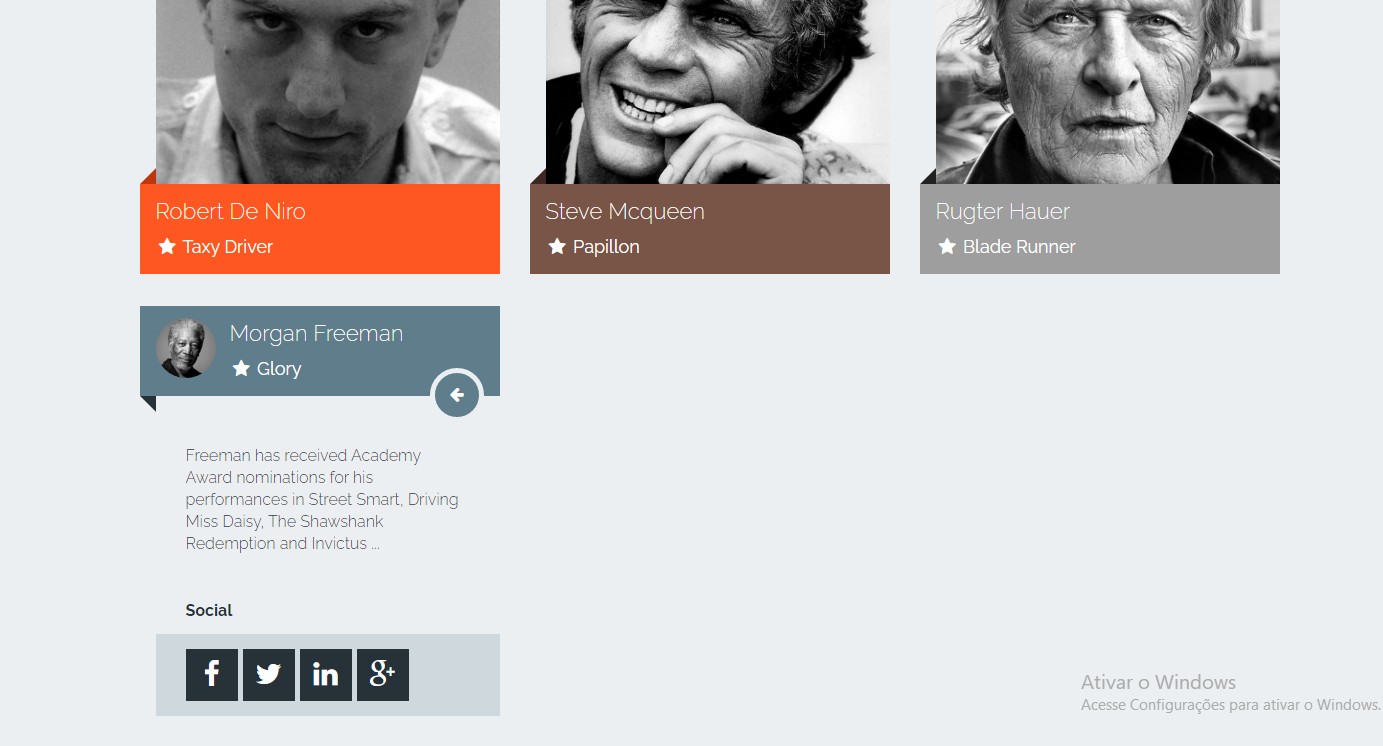 Robert De Niro
Taxy Driver
Steve Mcqueen
Papillon
Rugter Hauer
Blade Runner
Morgan Freeman
Glory
Freeman has received Academy
Award nominations for his
performances in Street Smart, Driving
Miss Daisy, The Shawshank
Redemption and Invictus ...
Social
Ativar o Windows
Acesse Configurações para ativar o Windows.